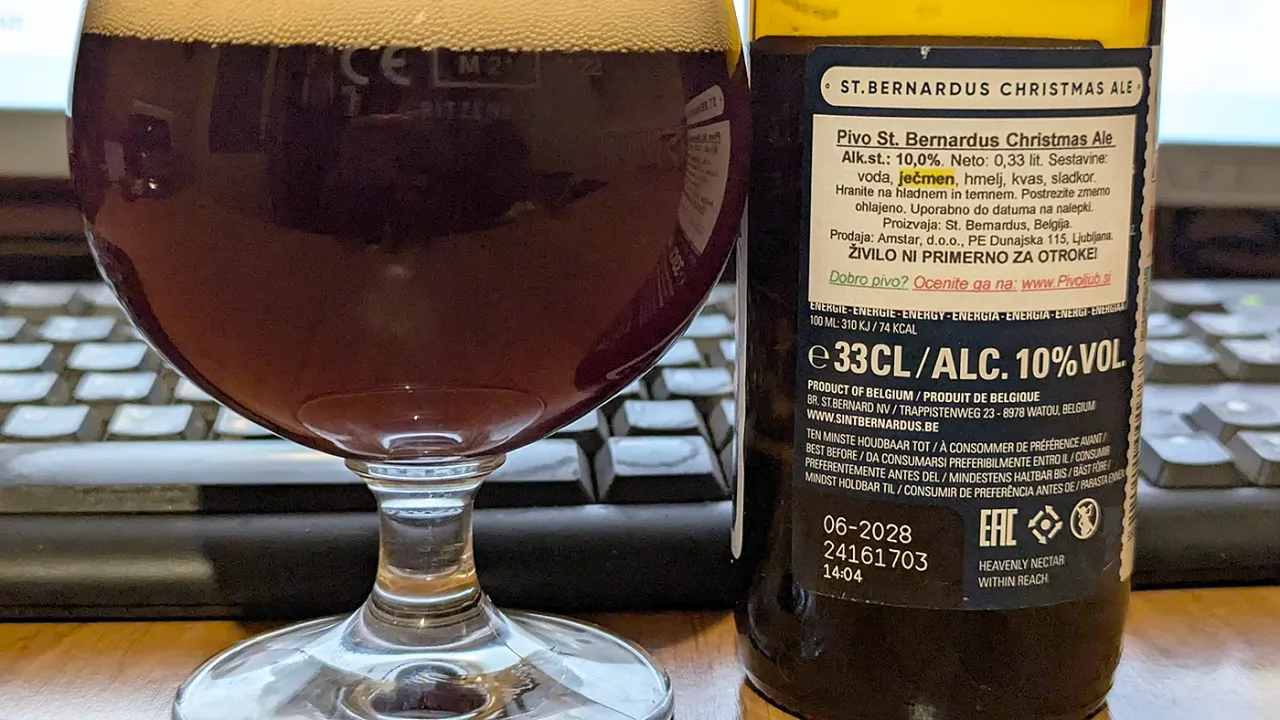 CE M 2
ST.BERNARDUS CHRISTMAS ALE
Pivo St. Bernardus Christmas Ale
Alk.st.: 10,0%. Neto: 0,33 lit. Sestavine:
voda, ječmen, hmelj, kvas, sladkor.
Hranite na hladnem in temnem. Postrezite zmerno
ohlajeno. Uporabno do datuma na nalepki.
Proizvaja: St. Bernardus, Belgija.
Prodaja: Amstar, d.o.o., PE Dunajska 115, Ljubljana.
ŽIVILO NI PRIMERNO ZA OTROKE!
Dobro pivo? Ocenite ga na: www.Pivoljub.si
ENERGIE - ENERGIE - ENERGY - ENERGIA - ENERGÍA - ENERGI - ENERGIAA
100 ML: 310 KJ / 74 KCAL
℮ 33CL / ALC. 10%VOL.
PRODUCT OF BELGIUM / PRODUIT DE BELGIQUE
BR. ST.BERNARD NV / TRAPPISTENWEG 23 - 8978 WATOU, BELGIUM
WWW.SINTBERNARDUS.BE
TEN MINSTE HOUDBAAR TOT / À CONSOMMER DE PRÉFÉRENCE AVANT /
BEST BEFORE / DA CONSUMARSI PREFERIBILMENTE ENTRO IL / CONSUMIR
PREFERENTEMENTE ANTES DEL / MINDESTENS HALTBAR BIS / BÄST FÖRE /
MINDST HOLDBAR TIL / CONSUMIR DE PREFERÊNCIA ANTES DE / PARASTA ENNEN
06-2028
24161703
14:04
EAC
HEAVENLY NECTAR
WITHIN REACH